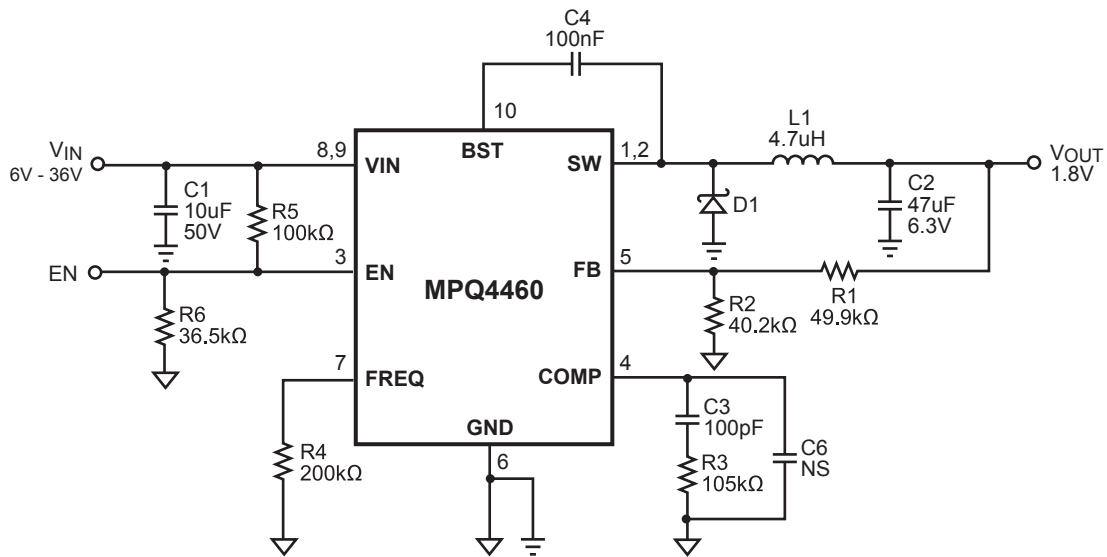 C4
100nF
10
L1
4.7uH
VIN
6V - 36V
8,9
VIN
BST
SW
1,2
VOUT
1.8V
C1
10uF
50V
R5
100kΩ
D1
C2
47uF
6.3V
EN
3
EN
MPQ4460
FB
5
R1
49.9kΩ
R2
40.2kΩ
R6
36.5kΩ
7
FREQ
COMP
4
GND
6
C3
100pF
R4
200kΩ
R3
105kΩ
C6
NS